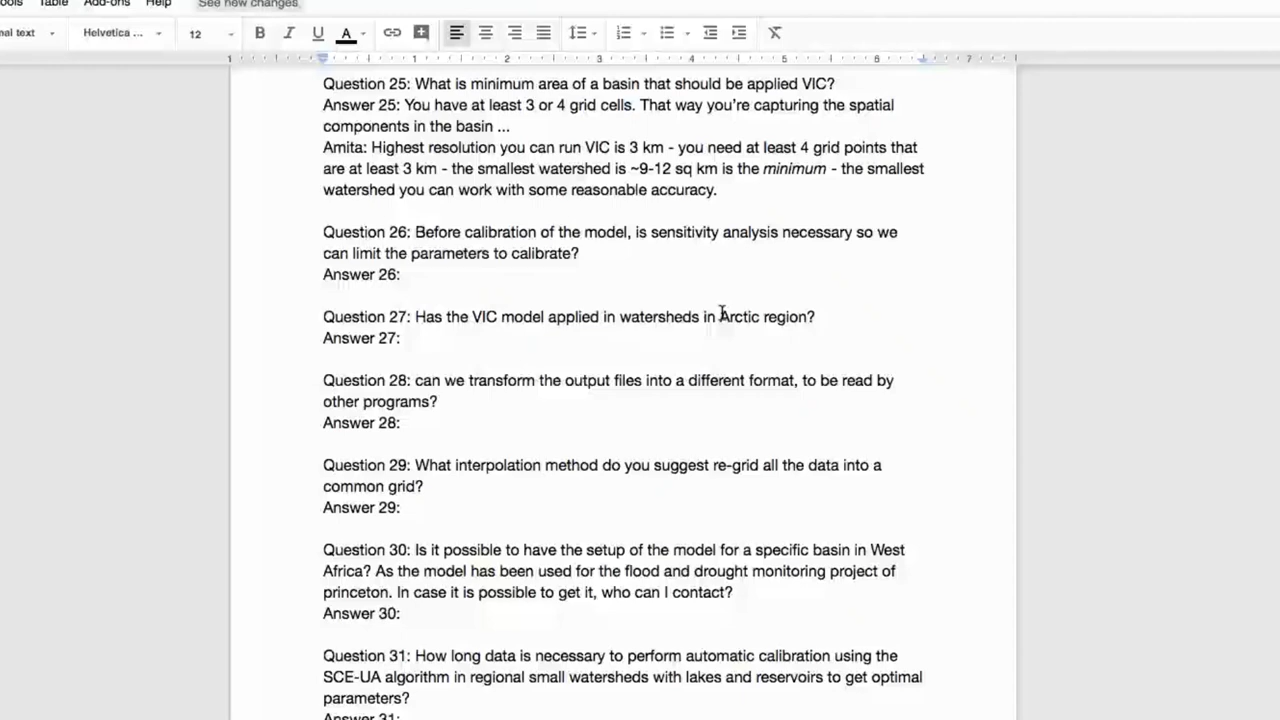 Table Add-ons Help See new changes
Helvetica ... 12 B I U A
1 1 2 3 4 5 6 7
Question 25: What is minimum area of a basin that should be applied VIC?
Answer 25: You have at least 3 or 4 grid cells. That way you’re capturing the spatial
components in the basin ...
Amita: Highest resolution you can run VIC is 3 km - you need at least 4 grid points that
are at least 3 km - the smallest watershed is ~9-12 sq km is the minimum - the smallest
watershed you can work with some reasonable accuracy.
Question 26: Before calibration of the model, is sensitivity analysis necessary so we
can limit the parameters to calibrate?
Answer 26:
Question 27: Has the VIC model applied in watersheds in Arctic region?
Answer 27:
Question 28: can we transform the output files into a different format, to be read by
other programs?
Answer 28:
Question 29: What interpolation method do you suggest re-grid all the data into a
common grid?
Answer 29:
Question 30: Is it possible to have the setup of the model for a specific basin in West
Africa? As the model has been used for the flood and drought monitoring project of
princeton. In case it is possible to get it, who can I contact?
Answer 30:
Question 31: How long data is necessary to perform automatic calibration using the
SCE-UA algorithm in regional small watersheds with lakes and reservoirs to get optimal
parameters?
Answer 31: